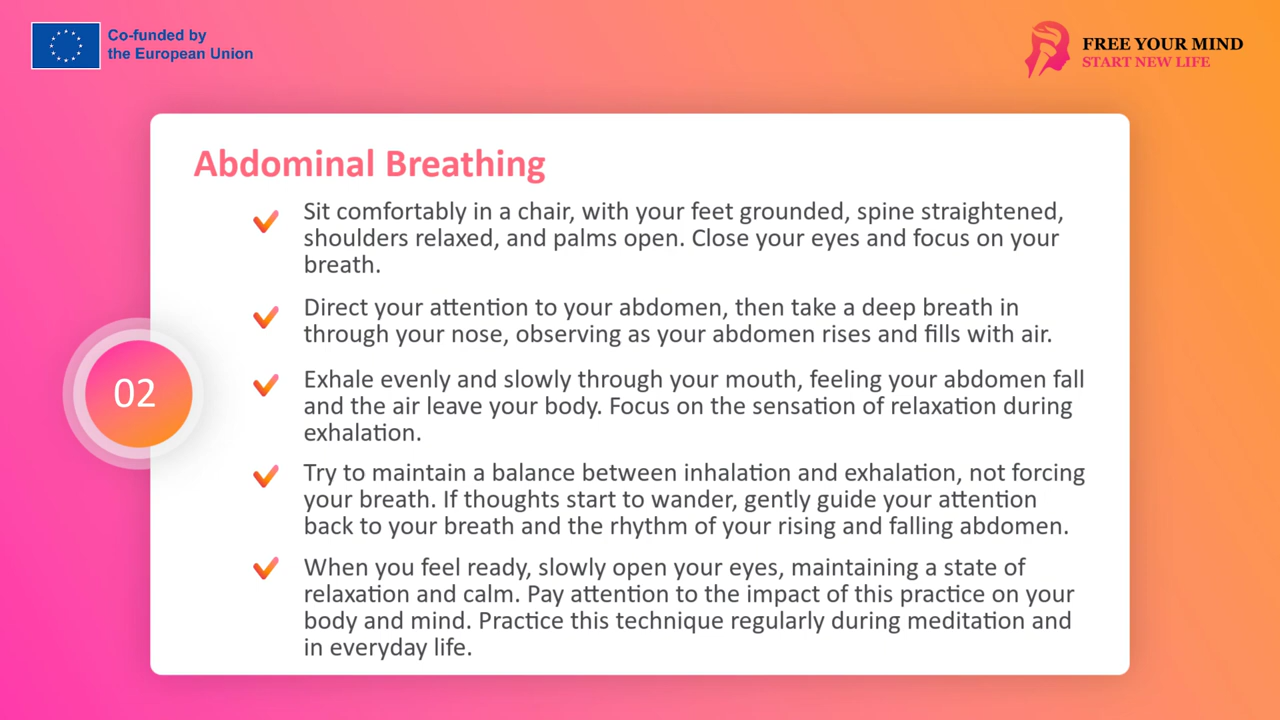 Co-funded by
the European Union
FREE YOUR MIND
START NEW LIFE
Abdominal Breathing
Sit comfortably in a chair, with your feet grounded, spine straightened,
shoulders relaxed, and palms open. Close your eyes and focus on your
breath.
Direct your attention to your abdomen, then take a deep breath in
through your nose, observing as your abdomen rises and fills with air.
02
Exhale evenly and slowly through your mouth, feeling your abdomen fall
and the air leave your body. Focus on the sensation of relaxation during
exhalation.
Try to maintain a balance between inhalation and exhalation, not forcing
your breath. If thoughts start to wander, gently guide your attention
back to your breath and the rhythm of your rising and falling abdomen.
When you feel ready, slowly open your eyes, maintaining a state of
relaxation and calm. Pay attention to the impact of this practice on your
body and mind. Practice this technique regularly during meditation and
in everyday life.